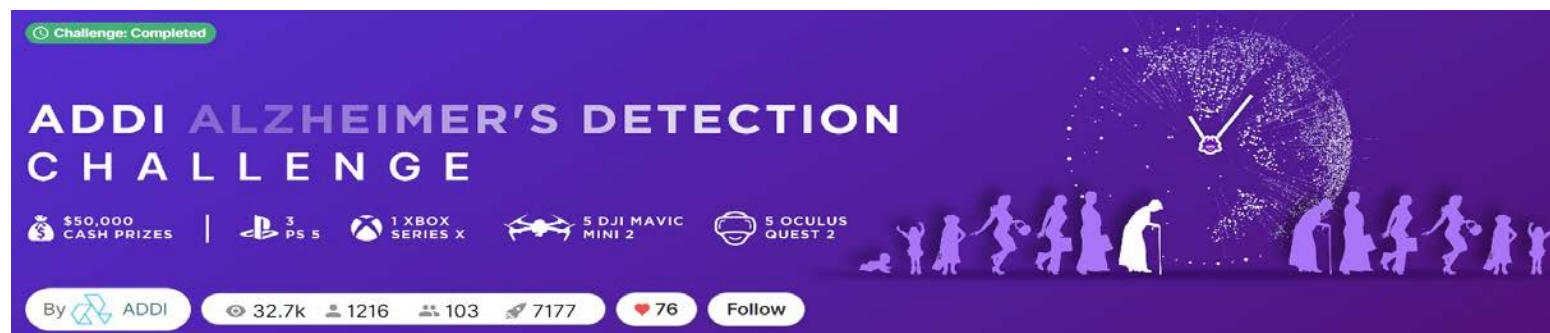 Challenge: Completed
ADDI ALZHEIMER'S DETECTION
CHALLENGE
$50,000
CASH PRIZES
3
PS 5
1 XBOX
SERIES X
5 DJI MAVIC
MINI 2
5 OCULUS
QUEST 2
By ADDI 32.7k 1216 103 7177 76 Follow